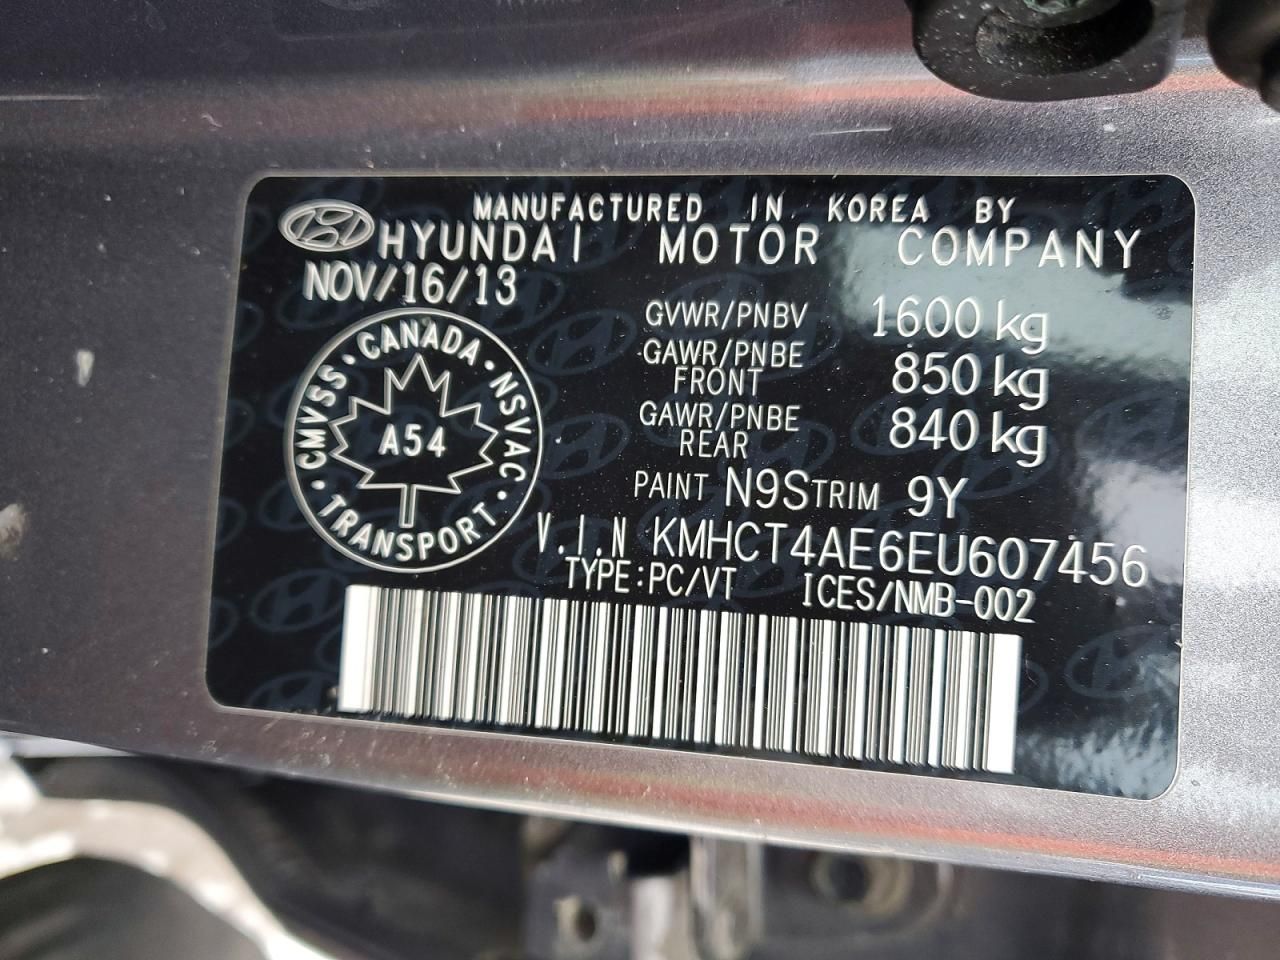 MANUFACTURED IN KOREA BY
HYUNDAI MOTOR COMPANY
NOV/16/13
GVWR/PNBV 1600 kg
GAWR/PNBE FRONT 850 kg
GAWR/PNBE REAR 840 kg
CANADA · NSVAC · TRANSPORT · CMVSS ·
A54
PAINT N9S TRIM 9Y
V.I.N KMHCT4AE6EU607456
TYPE:PC/VT ICES/NMB-002